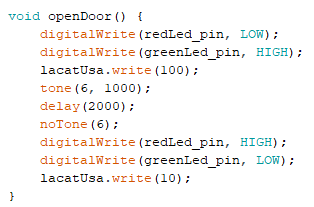 void openDoor() {
    digitalWrite(redLed_pin, LOW);
    digitalWrite(greenLed_pin, HIGH);
    lacatUsa.write(100);
    tone(6, 1000);
    delay(2000);
    noTone(6);
    digitalWrite(redLed_pin, HIGH);
    digitalWrite(greenLed_pin, LOW);
    lacatUsa.write(10);
}